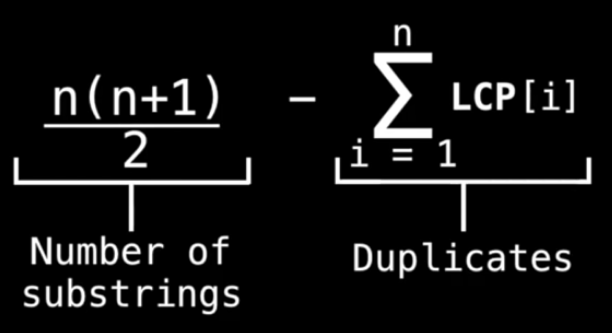 n(n+1)
2
−
n
∑
i = 1
LCP[i]
Number of
substrings
Duplicates